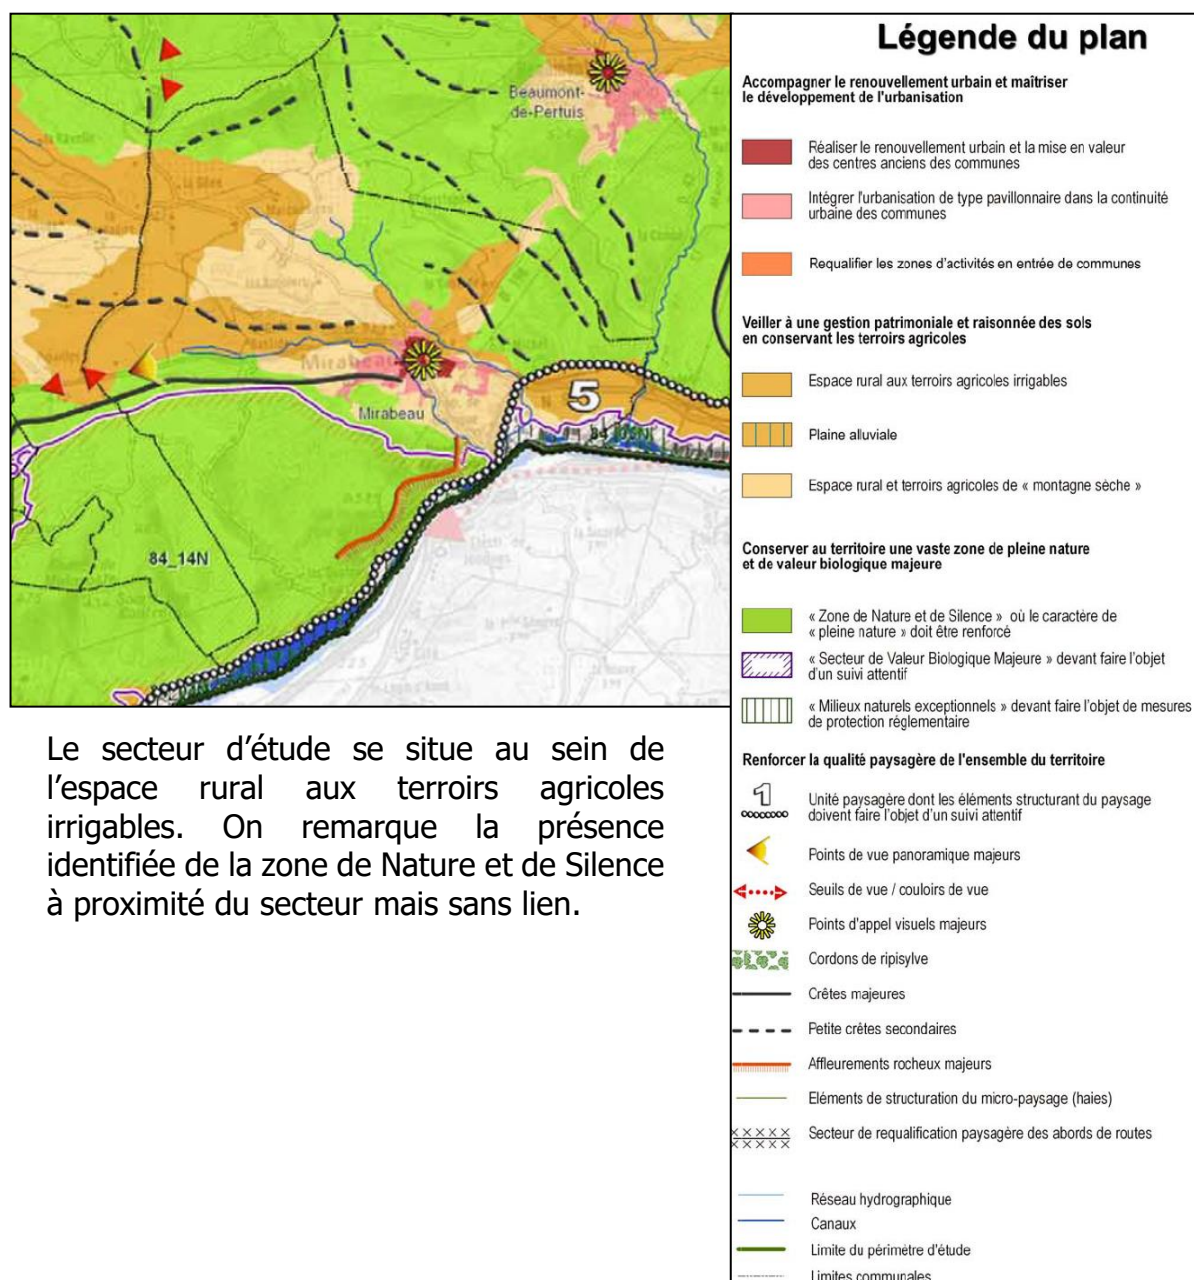 Beaumont-
de-Pertuis
Mirabeau
Mirabeau
5
84_14N
Le secteur d’étude se situe au sein de
l’espace rural aux terroirs agricoles
irrigables. On remarque la présence
identifiée de la zone de Nature et de Silence
à proximité du secteur mais sans lien.
Légende du plan
Accompagner le renouvellement urbain et maîtriser
le développement de l'urbanisation
Réaliser le renouvellement urbain et la mise en valeur
des centres anciens des communes
Intégrer l'urbanisation de type pavillonnaire dans la continuité
urbaine des communes
Requalifier les zones d'activités en entrée de communes
Veiller à une gestion patrimoniale et raisonnée des sols
en conservant les terroirs agricoles
Espace rural aux terroirs agricoles irrigables
Plaine alluviale
Espace rural et terroirs agricoles de « montagne sèche »
Conserver au territoire une vaste zone de pleine nature
et de valeur biologique majeure
« Zone de Nature et de Silence » où le caractère de
« pleine nature » doit être renforcé
« Secteur de Valeur Biologique Majeure » devant faire l'objet
d'un suivi attentif
« Milieux naturels exceptionnels » devant faire l'objet de mesures
de protection réglementaire
Renforcer la qualité paysagère de l'ensemble du territoire
1
Unité paysagère dont les éléments structurant du paysage
doivent faire l'objet d'un suivi attentif
Points de vue panoramique majeurs
Seuils de vue / couloirs de vue
Points d'appel visuels majeurs
Cordons de ripisylve
Crêtes majeures
Petite crêtes secondaires
Affleurements rocheux majeurs
Eléments de structuration du micro-paysage (haies)
Secteur de requalification paysagère des abords de routes
Réseau hydrographique
Canaux
Limite du périmètre d'étude
Limites communales